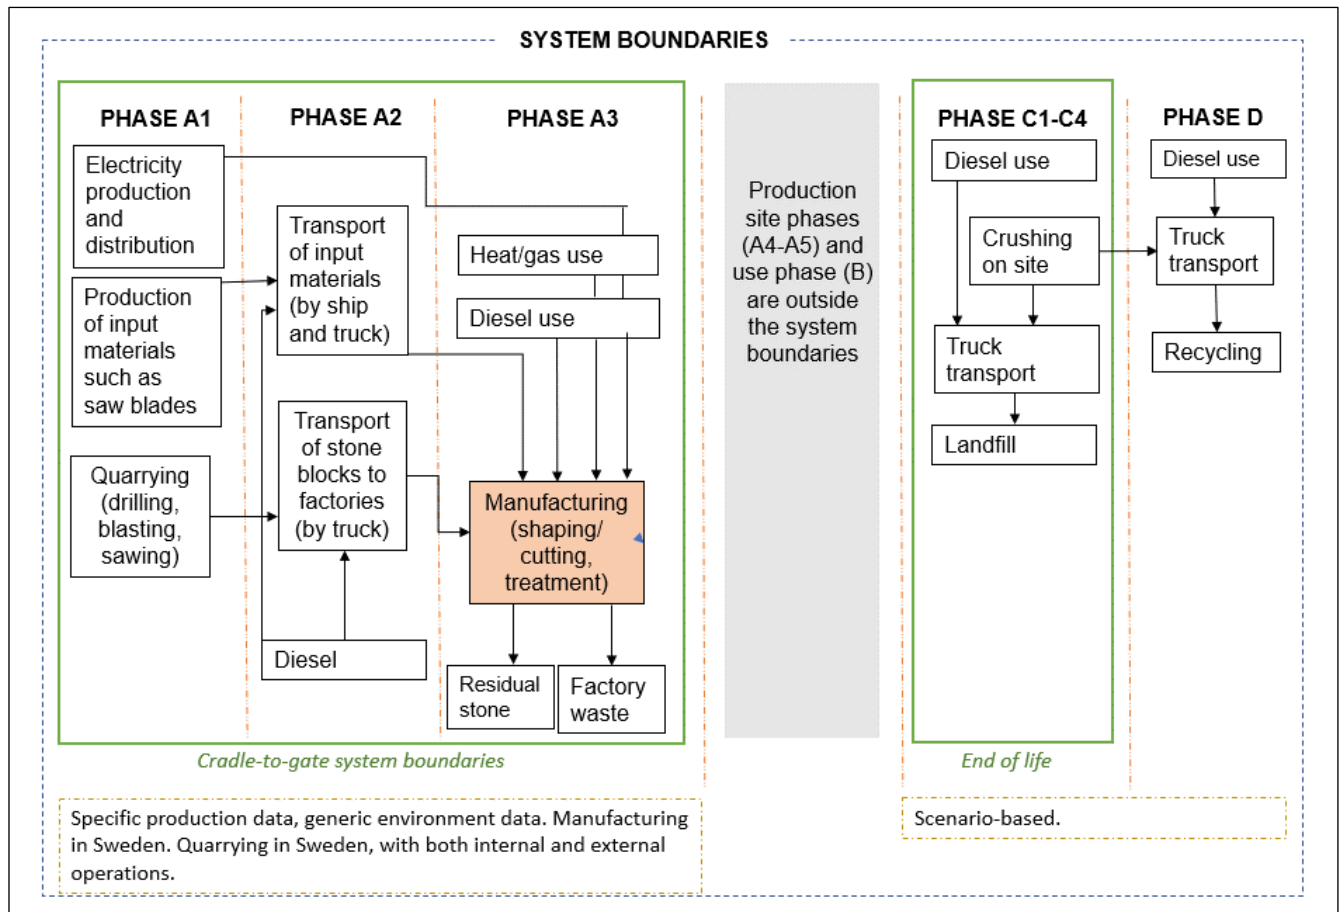 SYSTEM BOUNDARIES
PHASE A1
Electricity
production
and
distribution
Production
of input
materials
such as
saw blades
Quarrying
(drilling,
blasting,
sawing)
PHASE A2
Transport
of input
materials
(by ship
and truck)
Transport
of stone
blocks to
factories
(by truck)
Diesel
PHASE A3
Heat/gas use
Diesel use
Manufacturing
(shaping/
cutting,
treatment)
Residual
stone
Factory
waste
Cradle-to-gate system boundaries
Specific production data, generic environment data. Manufacturing
in Sweden. Quarrying in Sweden, with both internal and external
operations.
Production
site phases
(A4-A5) and
use phase (B)
are outside
the system
boundaries
PHASE C1-C4
Diesel use
Crushing
on site
Truck
transport
Landfill
End of life
PHASE D
Diesel use
Truck
transport
Recycling
Scenario-based.